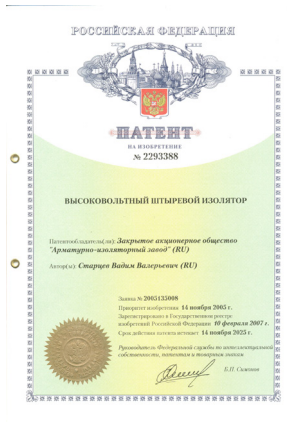 РОССИЙСКАЯ ФЕДЕРАЦИЯ
ПАТЕНТ
НА ИЗОБРЕТЕНИЕ
№ 2293388
ВЫСОКОВОЛЬТНЫЙ ШТЫРЕВОЙ ИЗОЛЯТОР
Патентообладатель(ли): Закрытое акционерное общество
"Арматурно-изоляторный завод" (RU)
Автор(ы): Старцев Вадим Валерьевич (RU)
Заявка № 2005135008
Приоритет изобретения 14 ноября 2005 г.
Зарегистрировано в Государственном реестре
изобретений Российской Федерации 10 февраля 2007 г.
Срок действия патента истекает 14 ноября 2025 г.
Руководитель Федеральной службы по интеллектуальной
собственности, патентам и товарным знакам
Б.П. Симонов